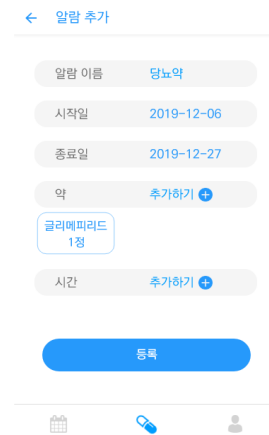 알람 추가
알람 이름 당뇨약
시작일 2019-12-06
종료일 2019-12-27
약 추가하기
글리메피리드
1정
시간 추가하기
등록